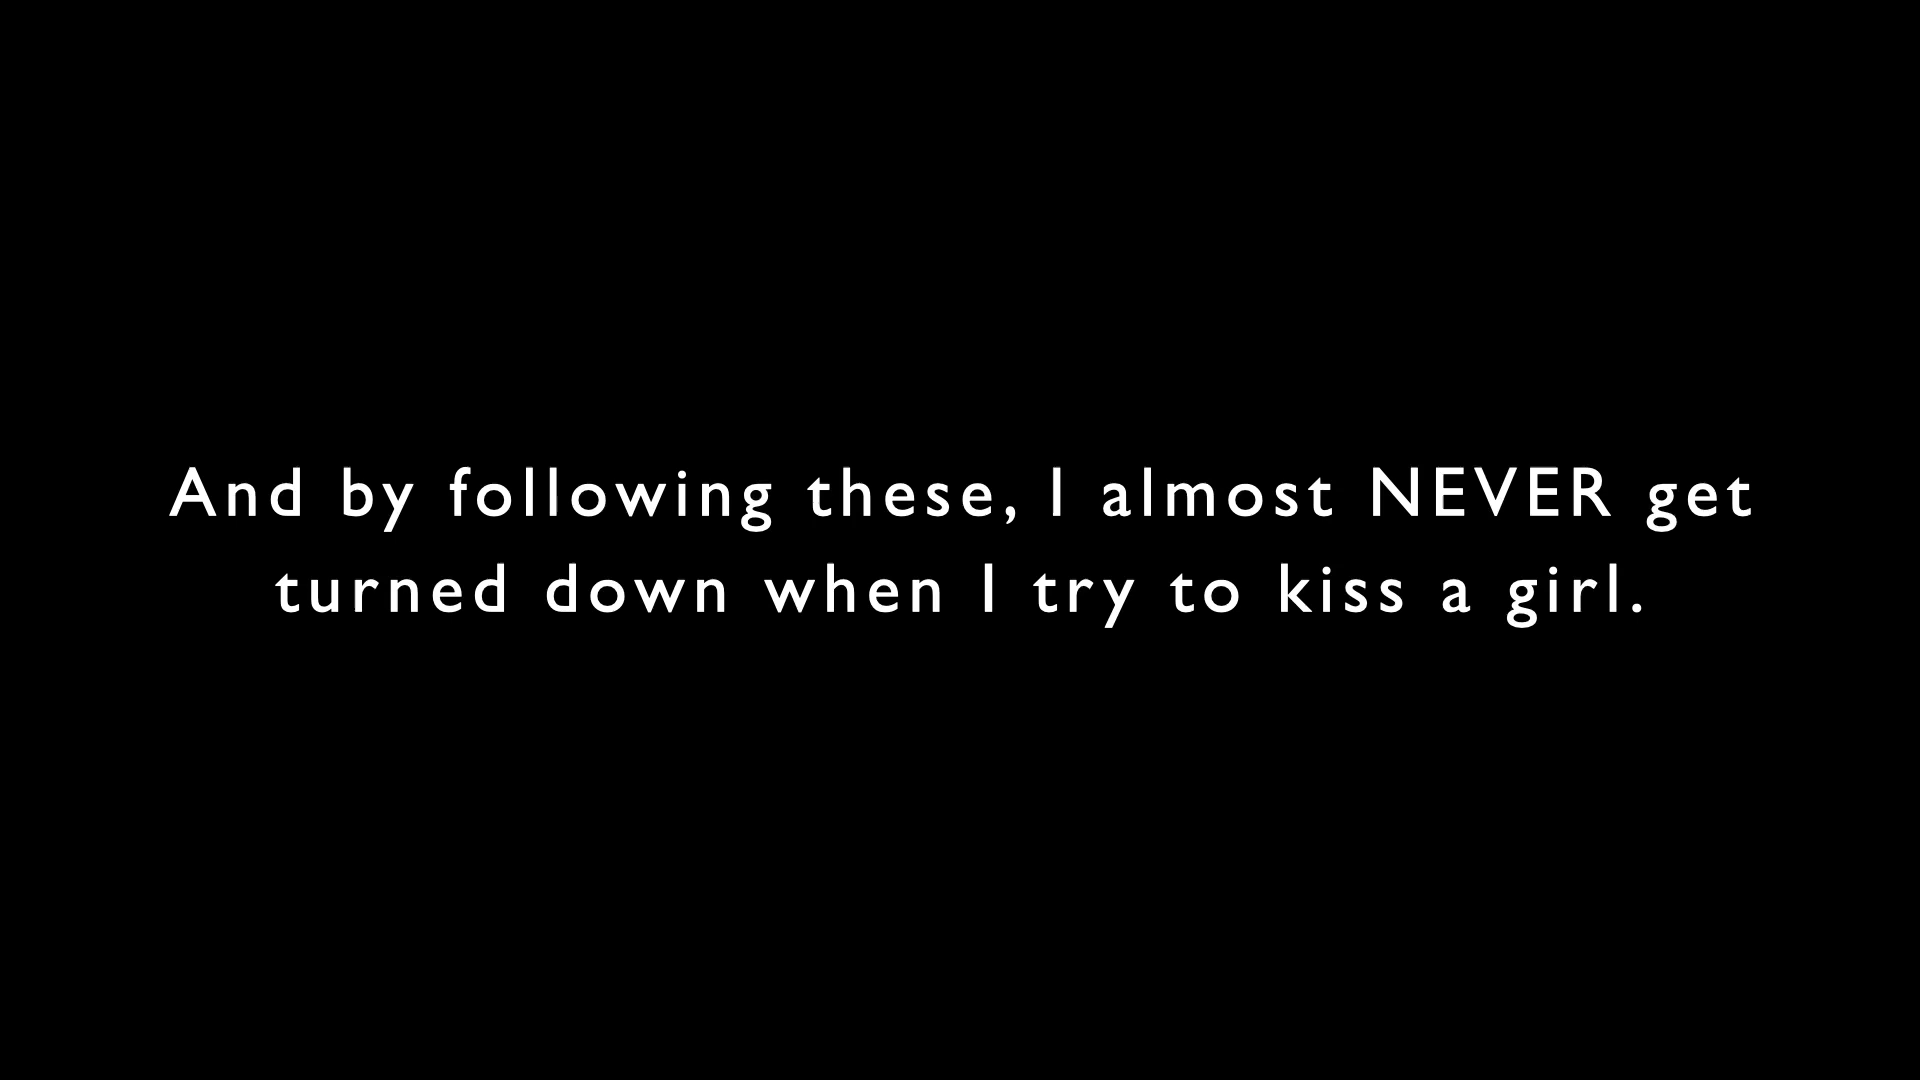 And by following these, I almost NEVER get
turned down when I try to kiss a girl.